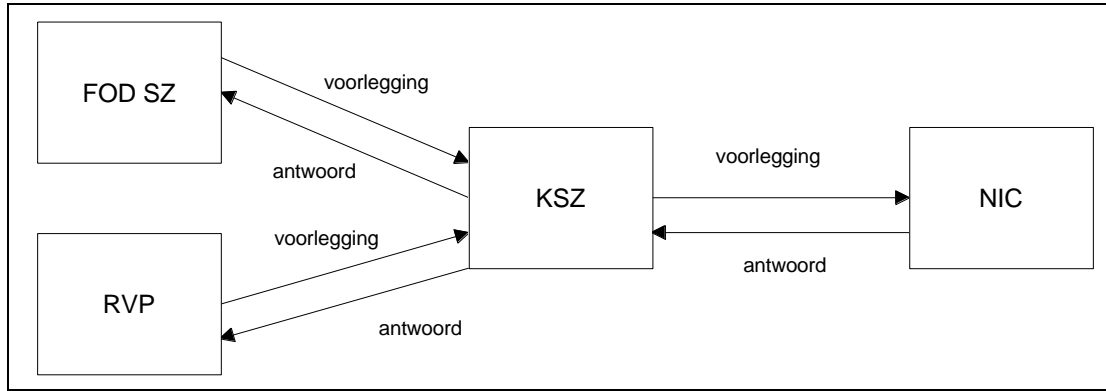 FOD SZ
voorlegging
antwoord
KSZ
voorlegging
NIC
antwoord
voorlegging
RVP
antwoord